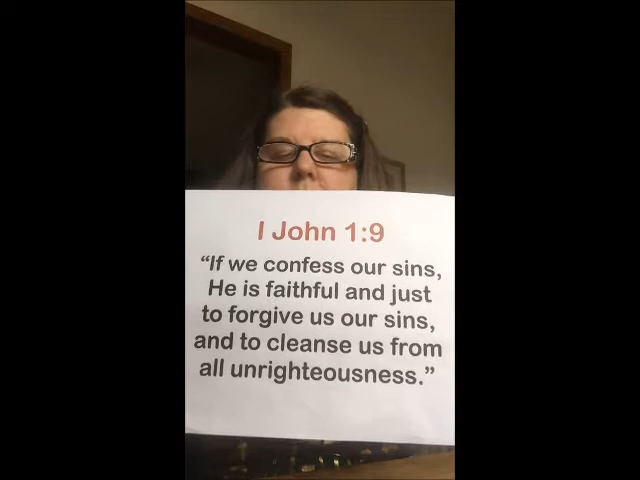 I John 1:9
“If we confess our sins,
He is faithful and just
to forgive us our sins,
and to cleanse us from
all unrighteousness.”